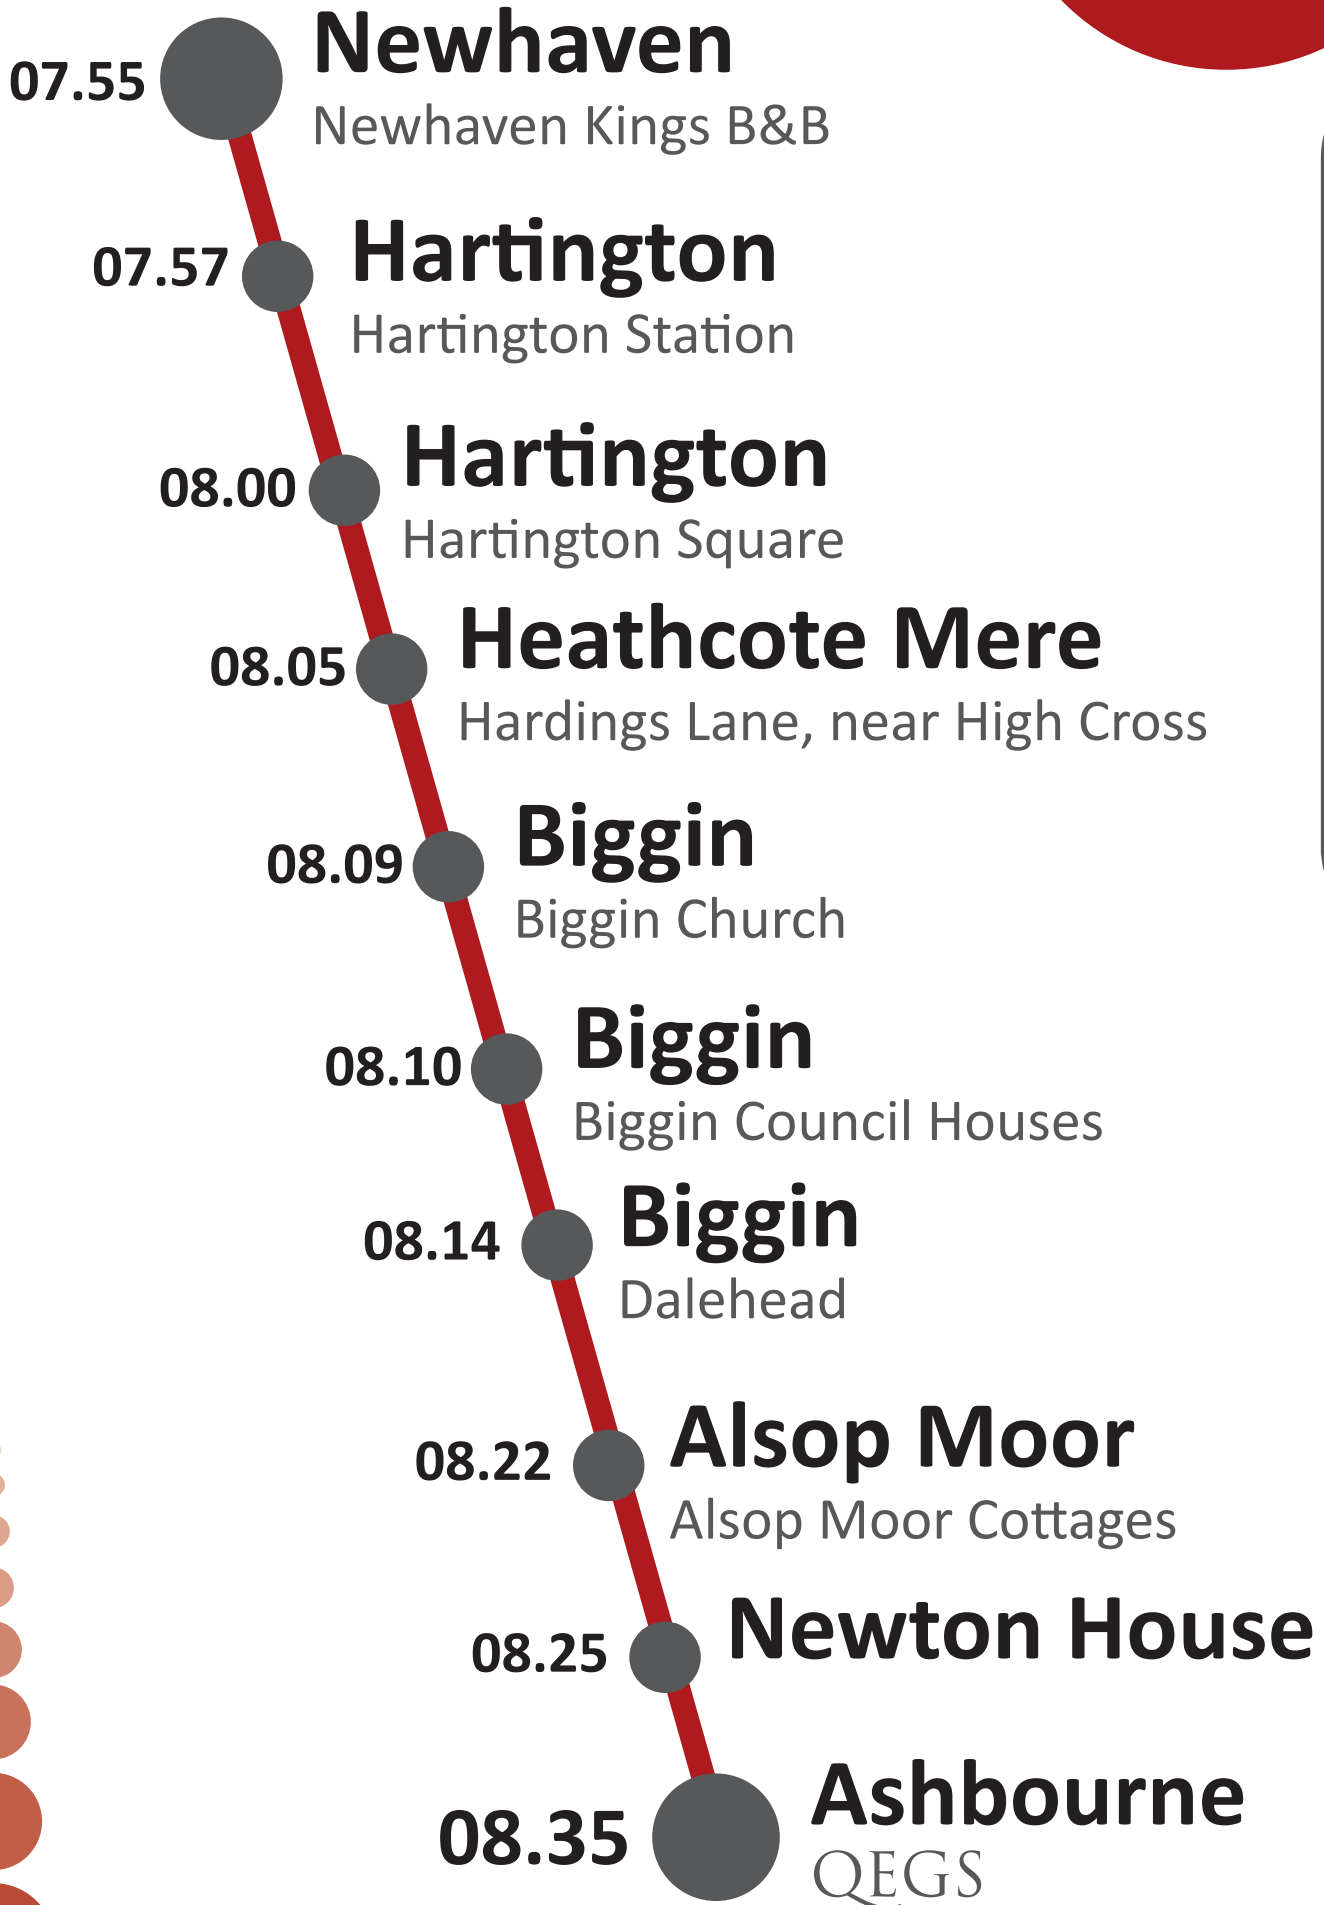 07.55
Newhaven
Newhaven Kings B&B
07.57
Hartington
Hartington Station
08.00
Hartington
Hartington Square
08.05
Heathcote Mere
Hardings Lane, near High Cross
08.09
Biggin
Biggin Church
08.10
Biggin
Biggin Council Houses
08.14
Biggin
Dalehead
08.22
Alsop Moor
Alsop Moor Cottages
08.25
Newton House
08.35
Ashbourne
QEGS